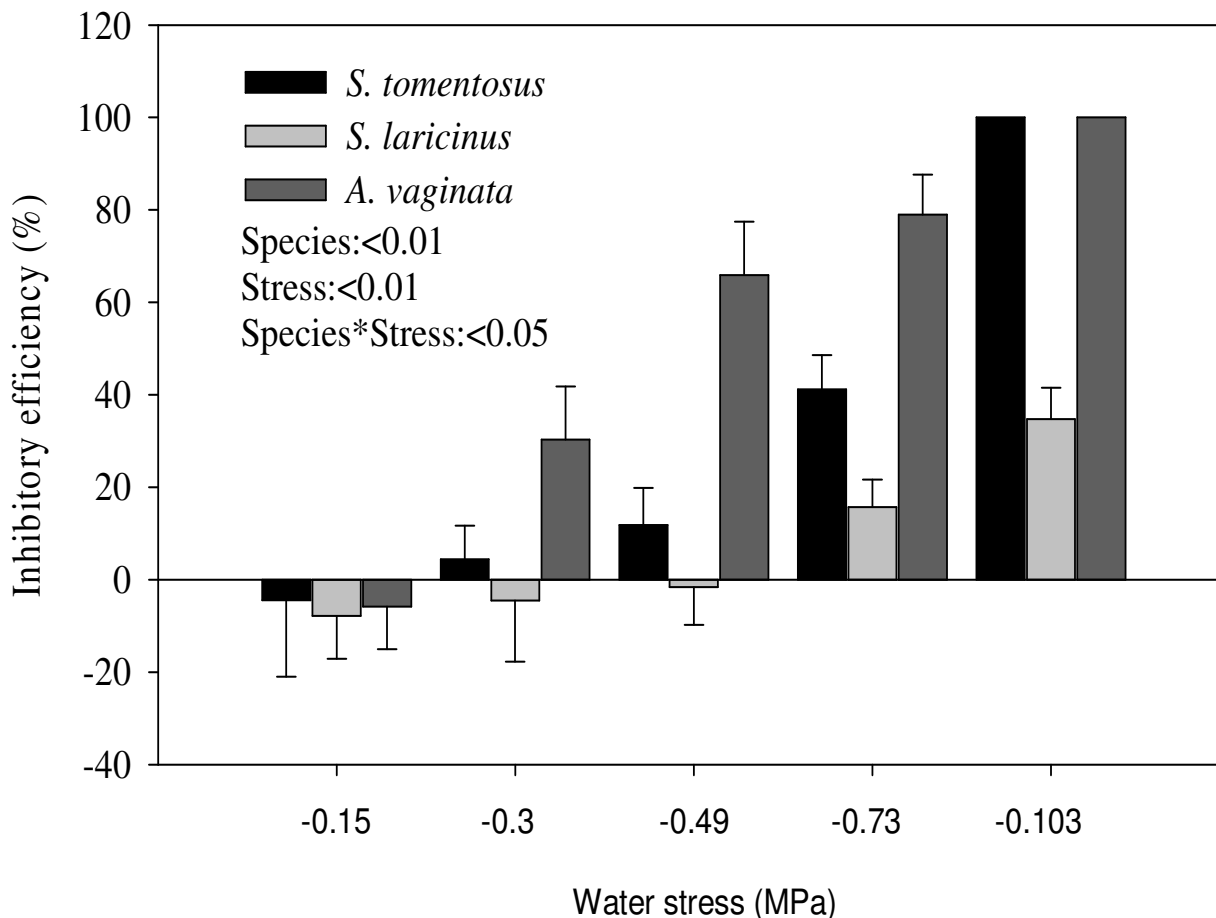 120
100
80
60
40
20
0
-20
-40
Inhibitory efficiency (%)
S. tomentosus
S. laricinus
A. vaginata
Species:<0.01
Stress:<0.01
Species*Stress:<0.05
-0.15 -0.3 -0.49 -0.73 -0.103
Water stress (MPa)